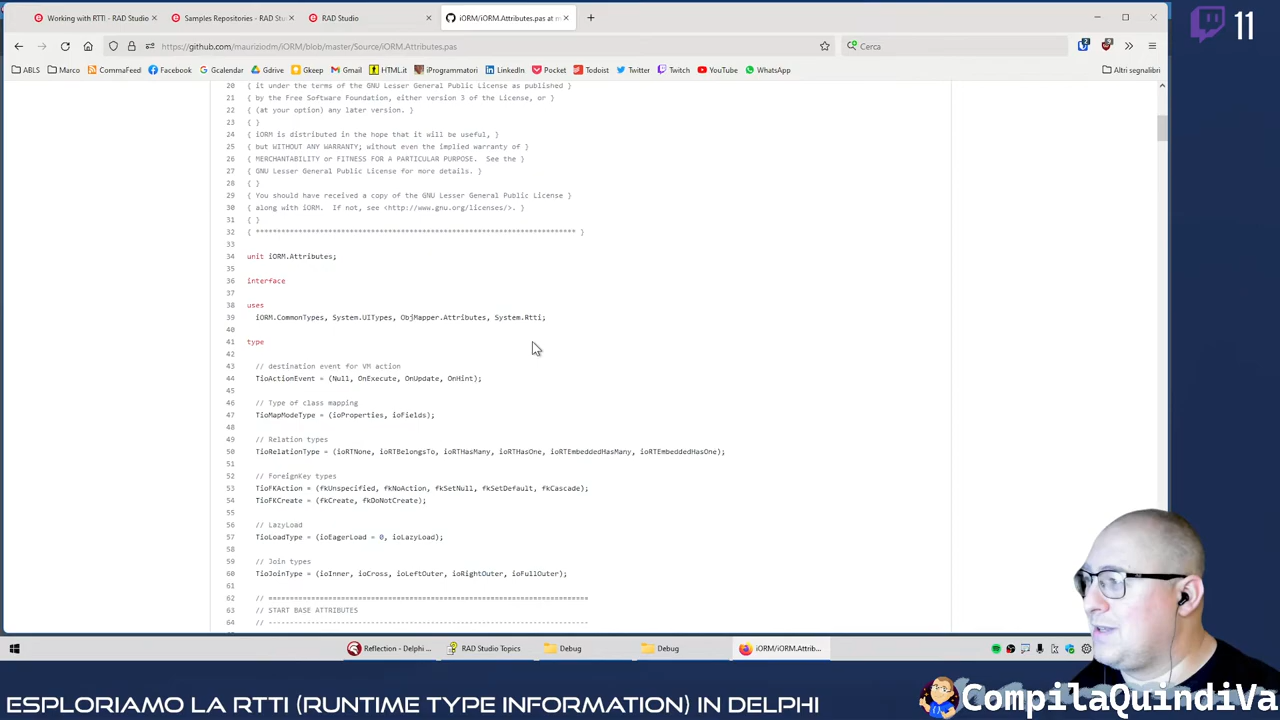 Working with RTTI - RAD Studio
Samples Repositories - RAD Stu
RAD Studio
iORM/iORM.Attributes.pas at m
11
https://github.com/mauriziodm/iORM/blob/master/Source/iORM.Attributes.pas
Cerca
ABLS
Marco
CommaFeed
Facebook
Gcalendar
Gdrive
Gkeep
Gmail
HTML.it
iProgrammatori
LinkedIn
Pocket
Todoist
Twitter
Twitch
YouTube
WhatsApp
Altri segnalibri
20 { it under the terms of the GNU Lesser General Public License as published }
21 { by the Free Software Foundation, either version 3 of the License, or }
22 { (at your option) any later version. }
23 { }
24 { iORM is distributed in the hope that it will be useful, }
25 { but WITHOUT ANY WARRANTY; without even the implied warranty of }
26 { MERCHANTABILITY or FITNESS FOR A PARTICULAR PURPOSE.  See the }
27 { GNU Lesser General Public License for more details. }
28 { }
29 { You should have received a copy of the GNU Lesser General Public License }
30 { along with iORM.  If not, see <http://www.gnu.org/licenses/>. }
31 { }
32 { *************************************************************************** }
33
34 unit iORM.Attributes;
35
36 interface
37
38 uses
39 iORM.CommonTypes, System.UITypes, ObjMapper.Attributes, System.Rtti;
40
41 type
42
43 // destination event for VM action
44 TioActionEvent = (Null, OnExecute, OnUpdate, OnHint);
45
46 // Type of class mapping
47 TioMapModeType = (ioProperties, ioFields);
48
49 // Relation types
50 TioRelationType = (ioRTNone, ioRTBelongsTo, ioRTHasMany, ioRTHasOne, ioRTEmbeddedHasMany, ioRTEmbeddedHasOne);
51
52 // ForeignKey types
53 TioFKAction = (fkUnspecified, fkNoAction, fkSetNull, fkSetDefault, fkCascade);
54 TioFKCreate = (fkCreate, fkDoNotCreate);
55
56 // LazyLoad
57 TioLoadType = (ioEagerLoad = 0, ioLazyLoad);
58
59 // Join types
60 TioJoinType = (ioInner, ioCross, ioLeftOuter, ioRightOuter, ioFullOuter);
61
62 // ===========================================================================
63 // START BASE ATTRIBUTES
64 // ---------------------------------------------------------------------------
Reflection - Delphi ...
RAD Studio Topics
Debug
Debug
iORM/iORM.Attrib...
ESPLORIAMO LA RTTI (RUNTIME TYPE INFORMATION) IN DELPHI
CompilaQuindiVa